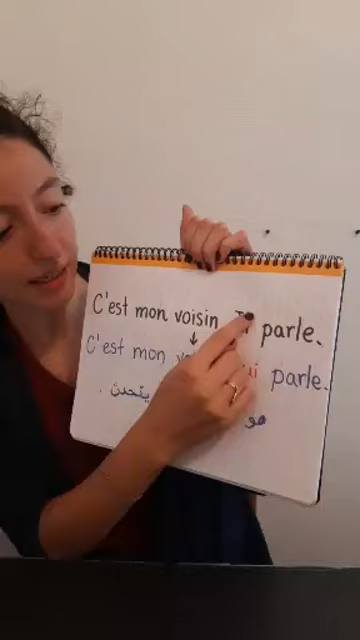 C'est mon voisin parle.
C'est mon parle.
هو يتحدث.